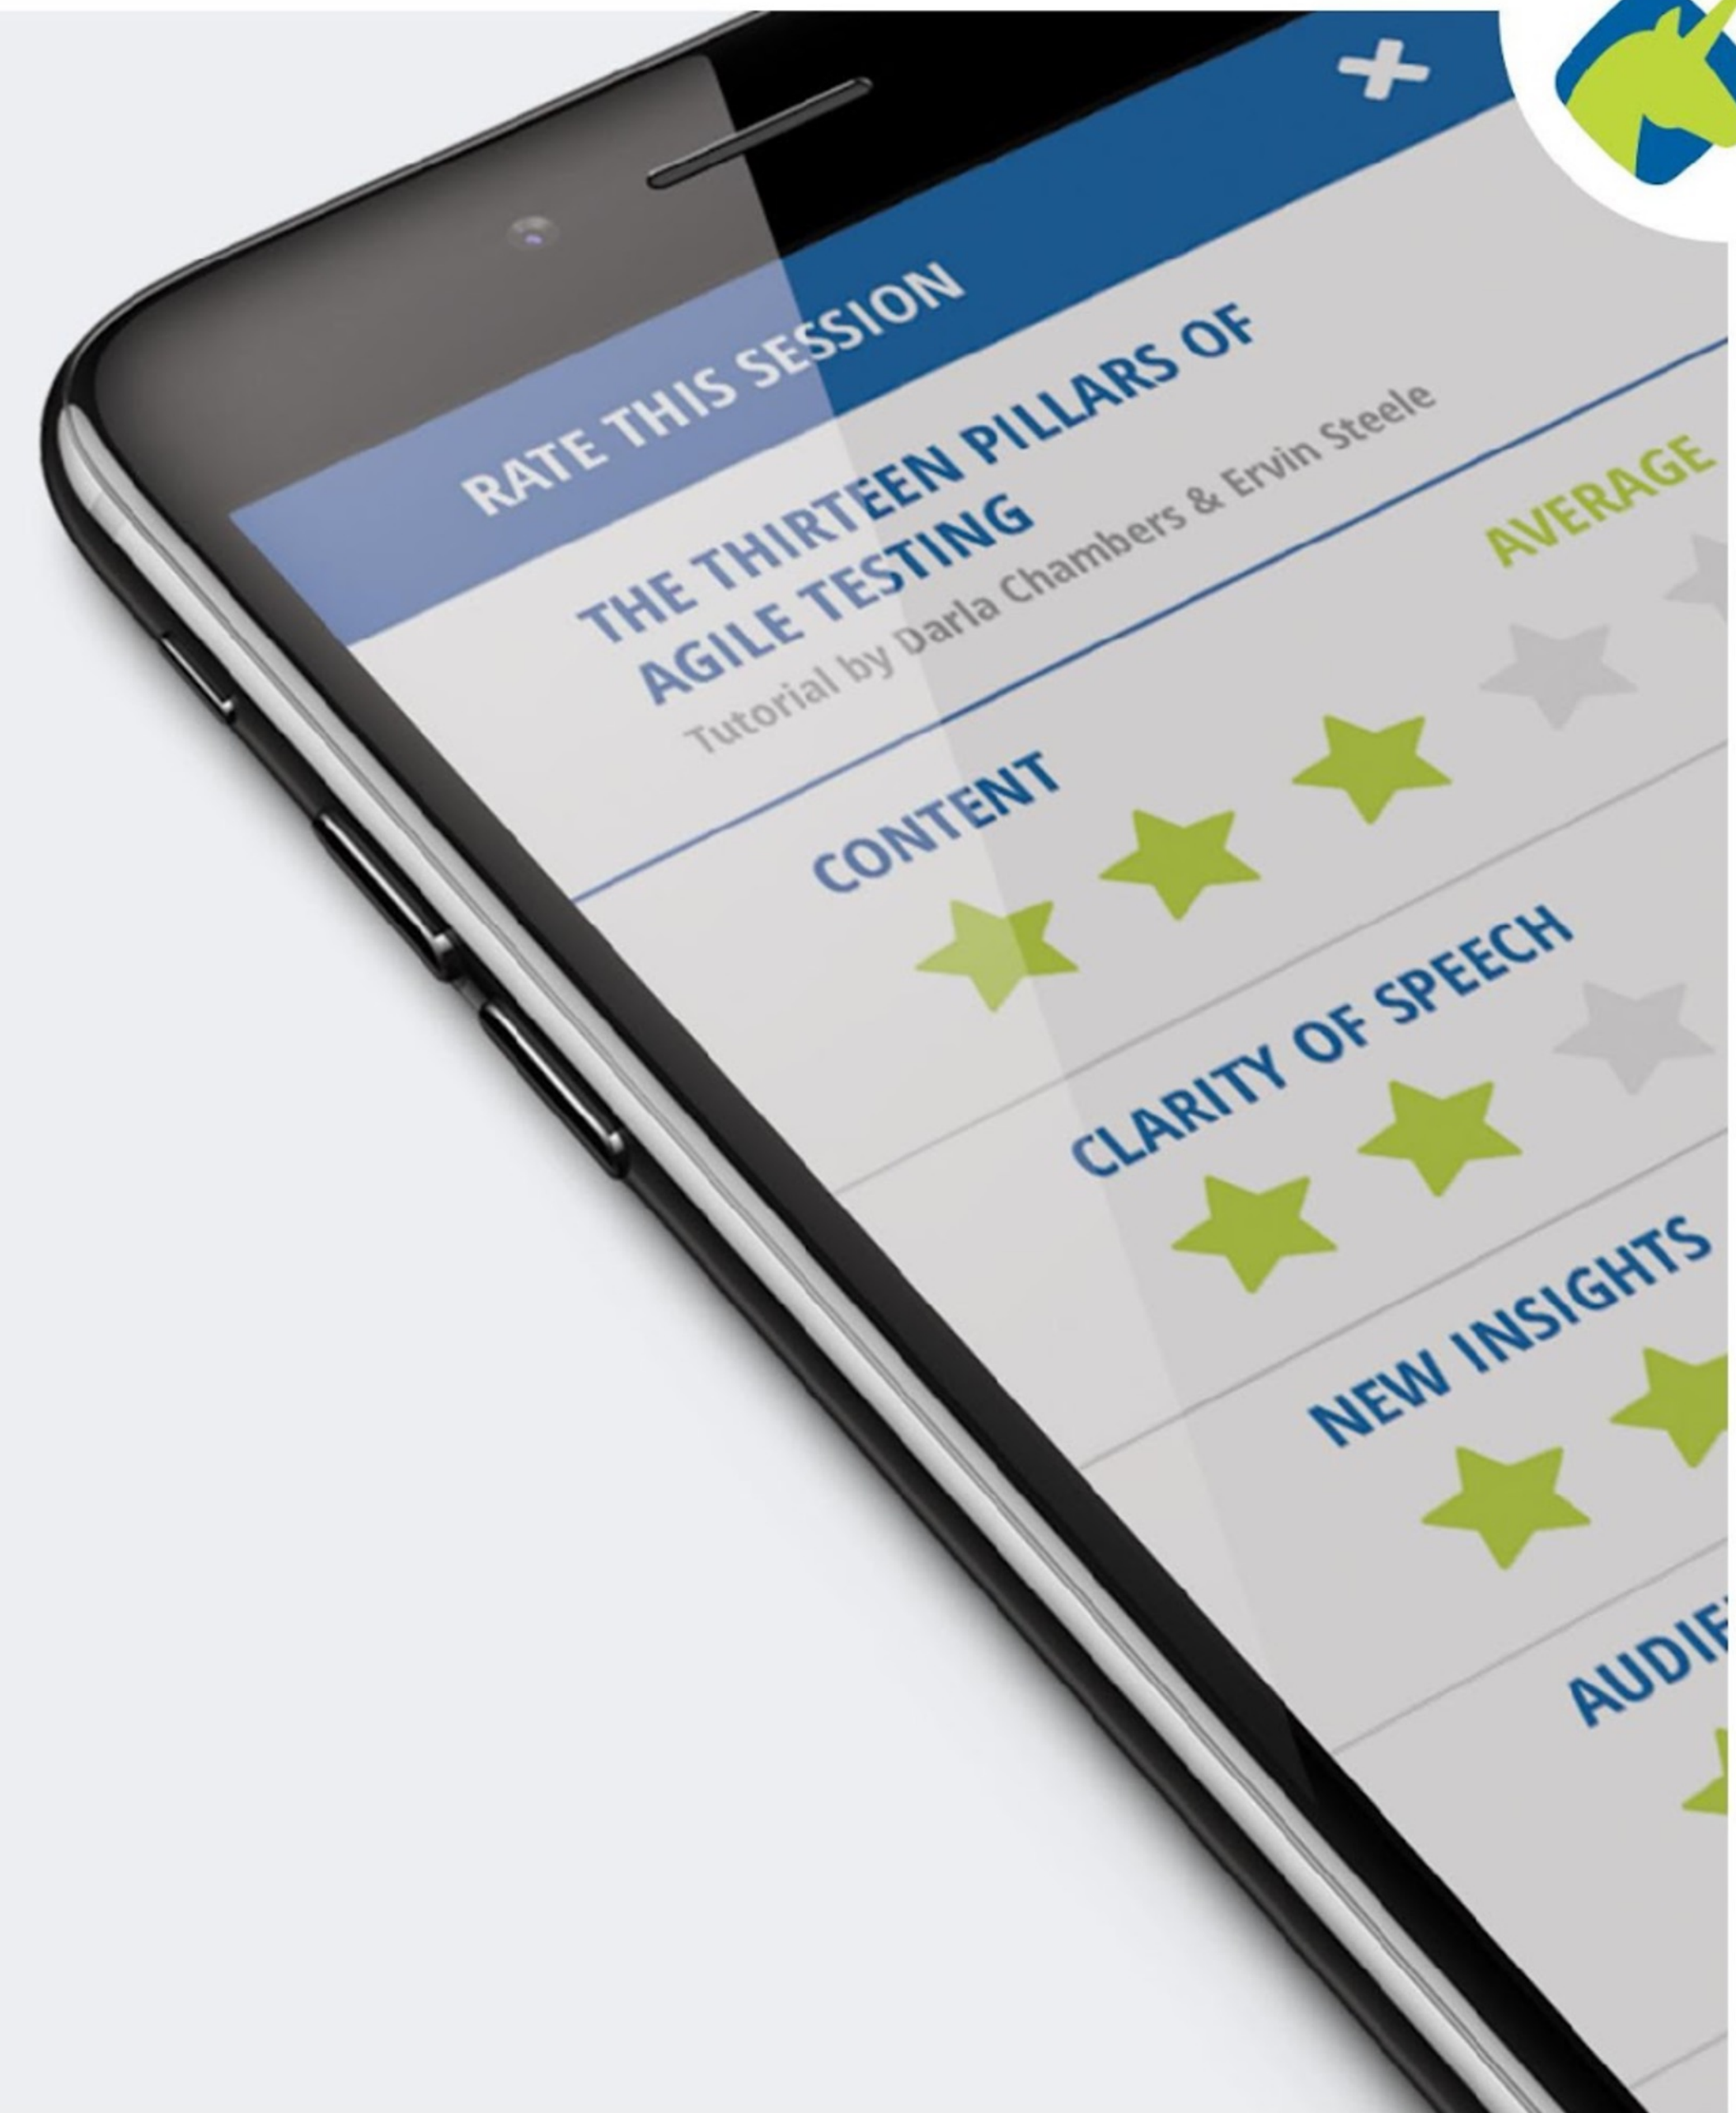 RATE THIS SESSION
THE THIRTEEN PILLARS OF
AGILE TESTING
Tutorial by Darla Chambers & Ervin Steele
CONTENT
AVERAGE
CLARITY OF SPEECH
NEW INSIGHTS